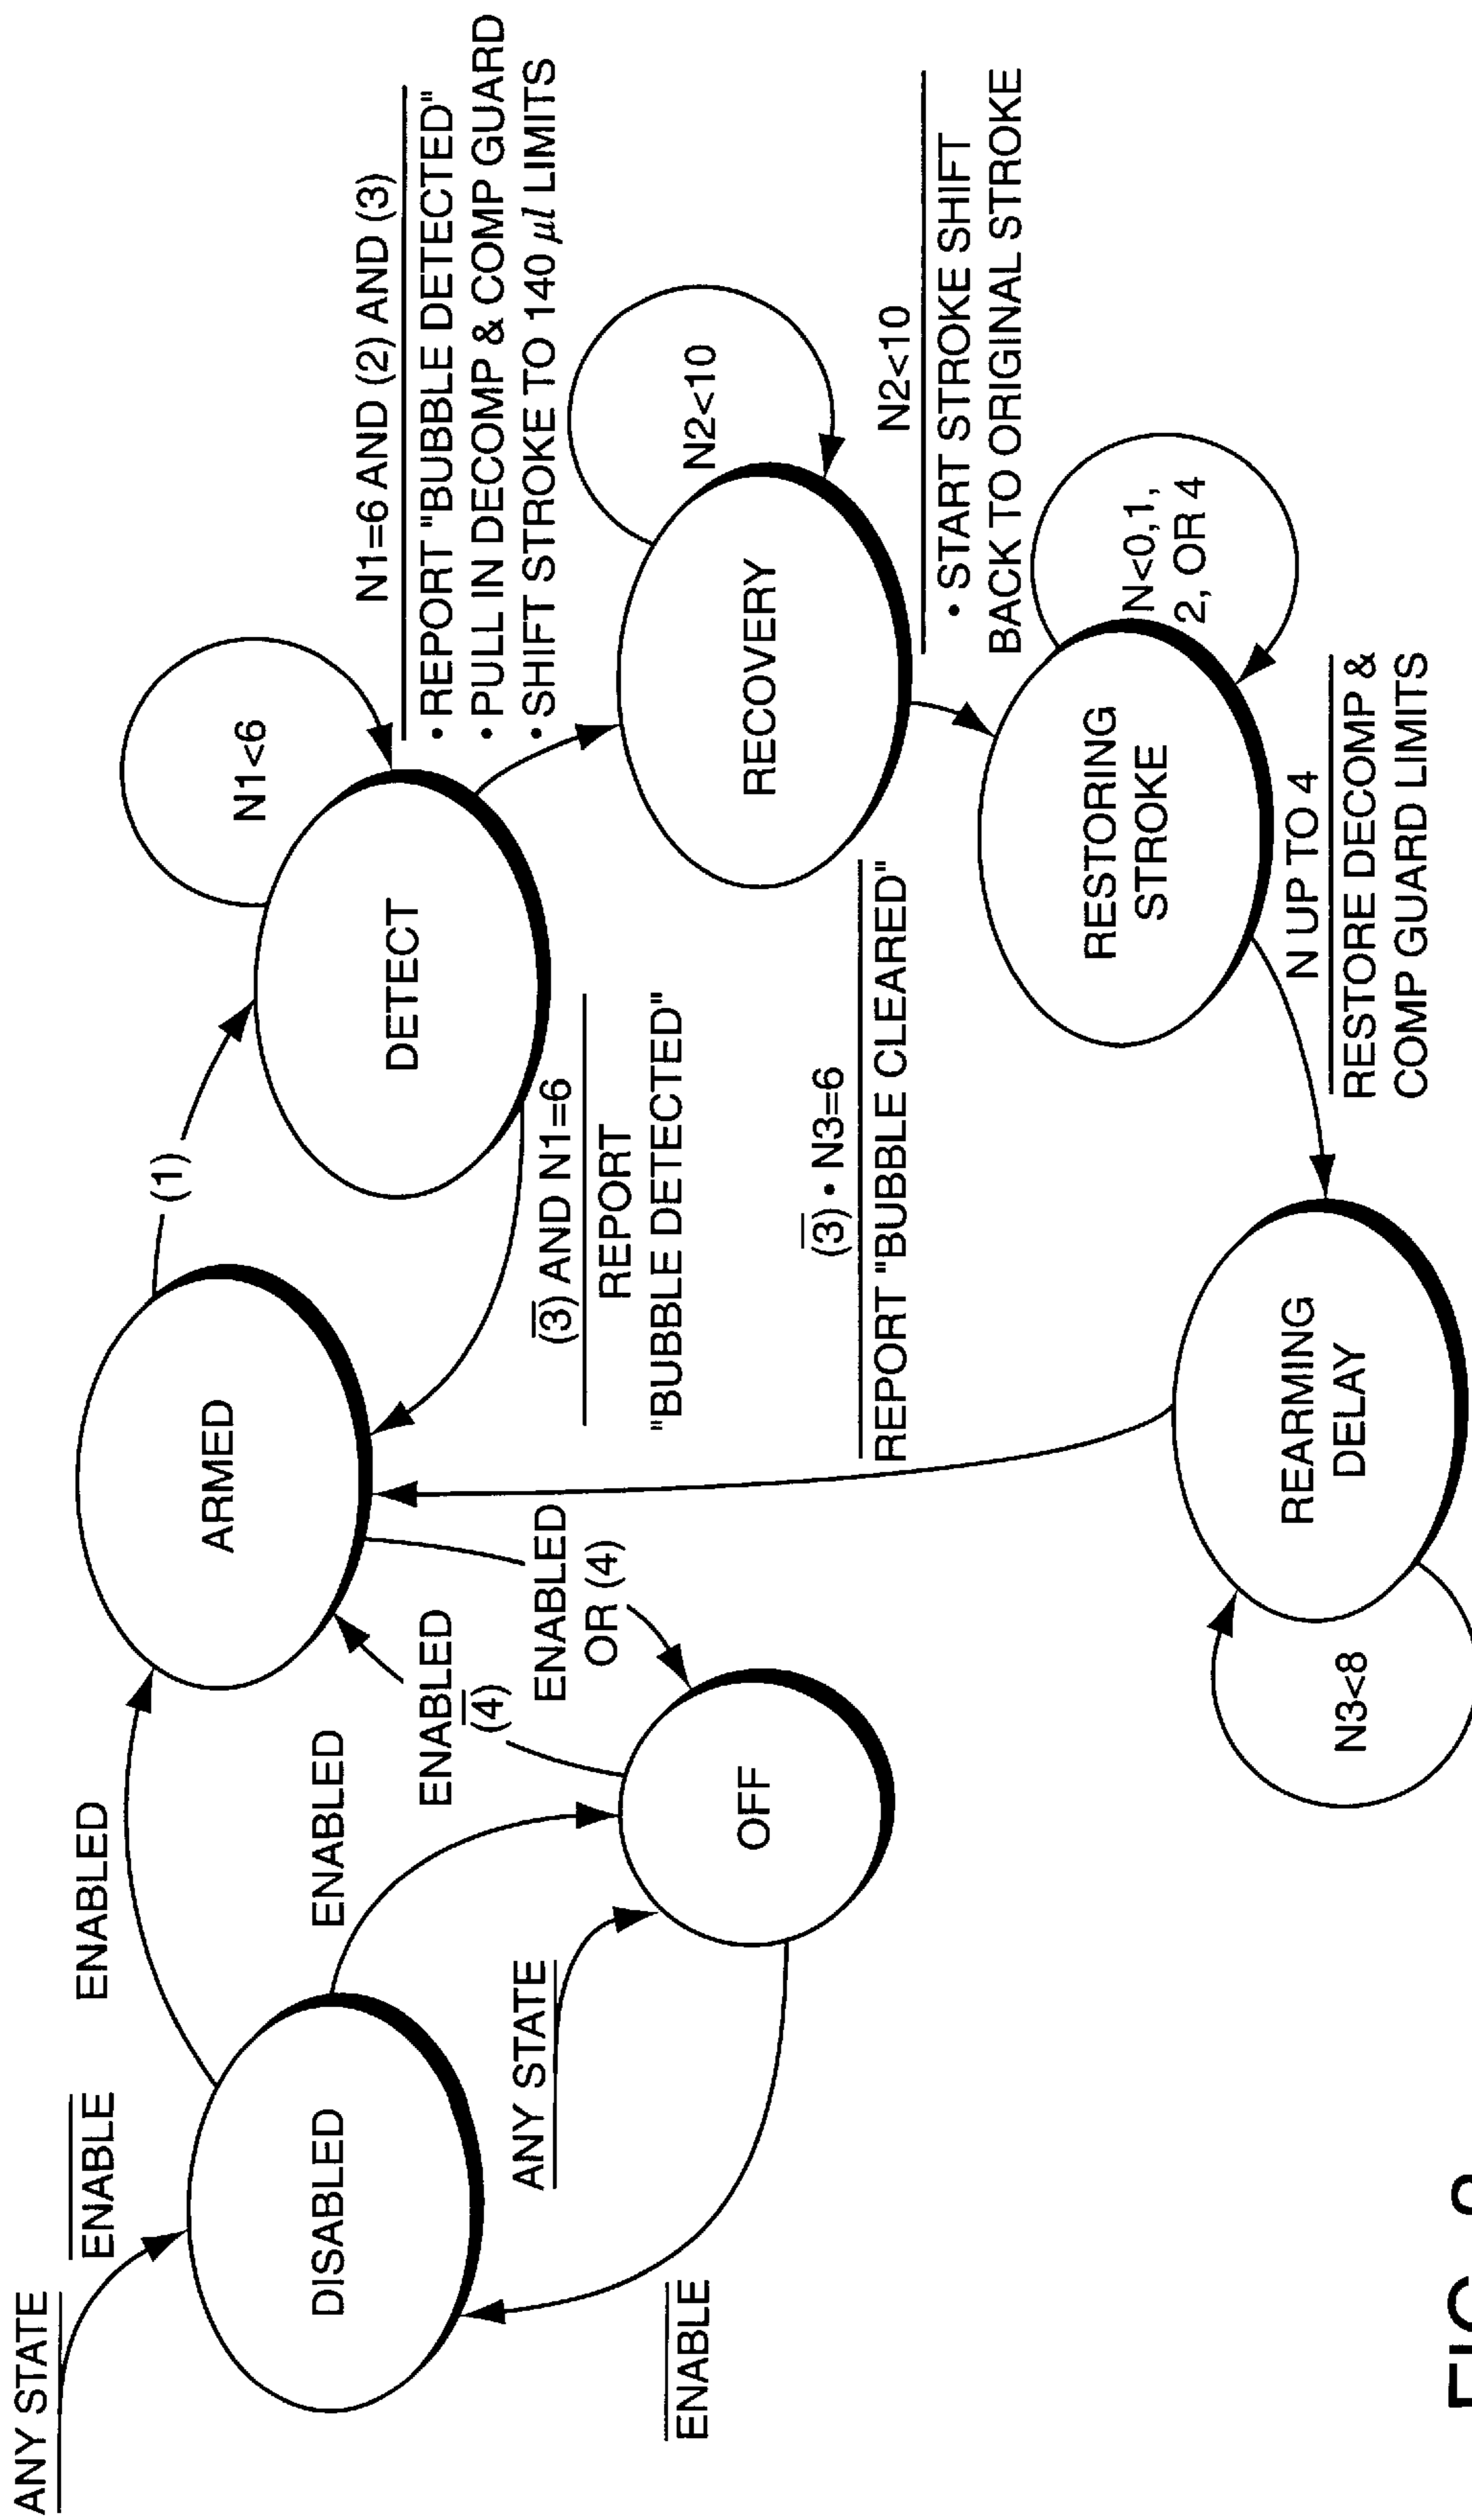 ANY STATE
ENABLE
ENABLED
ARMED
(1)
N1<6
DISABLED
ENABLED
ENABLED
(4̅)
DETECT
N1=6 AND (2) AND (3)
• REPORT "BUBBLE DETECTED"
• PULL IN DECOMP & COMP GUARD
• SHIFT STROKE TO 140 µl LIMITS
ANY STATE
ENABLED
OR (4)
(3̅) AND N1=6
REPORT
"BUBBLE DETECTED"
ENABLE
OFF
RECOVERY
N2<10
(3̅) • N3=6
REPORT "BUBBLE CLEARED"
N2<10
• START STROKE SHIFT
BACK TO ORIGINAL STROKE
RESTORING
STROKE
N<0,1,
2, OR 4
N3<8
REARMING
DELAY
N UP TO 4
RESTORE DECOMP &
COMP GUARD LIMITS